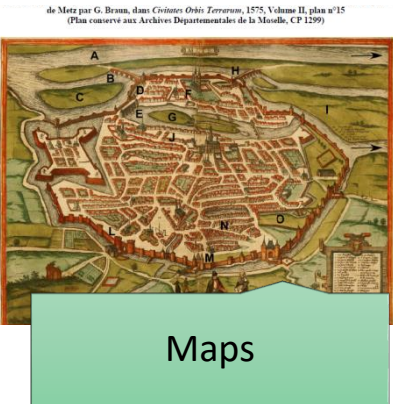 de Metz par G. Braun, dans Civitates Orbis Terrarum, 1575, Volume II, plan n°15
(Plan conservé aux Archives Départementales de la Moselle, CP 1299)
A
B
H
C
D
F
E
G
I
J
O
N
L
M
Maps